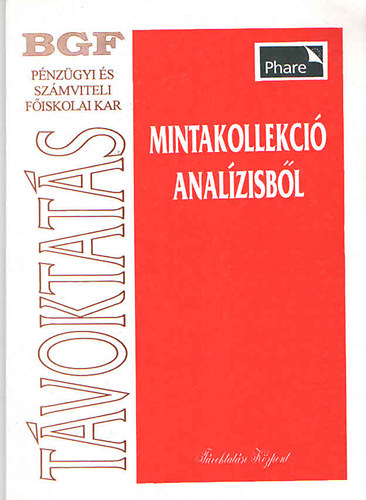 BGF
PÉNZÜGYI ÉS
SZÁMVITELI
FŐISKOLAI KAR
TÁVOKTATÁS
Phare
MINTAKOLLEKCIÓ
ANALÍZISBŐL
Távoktatási Központ